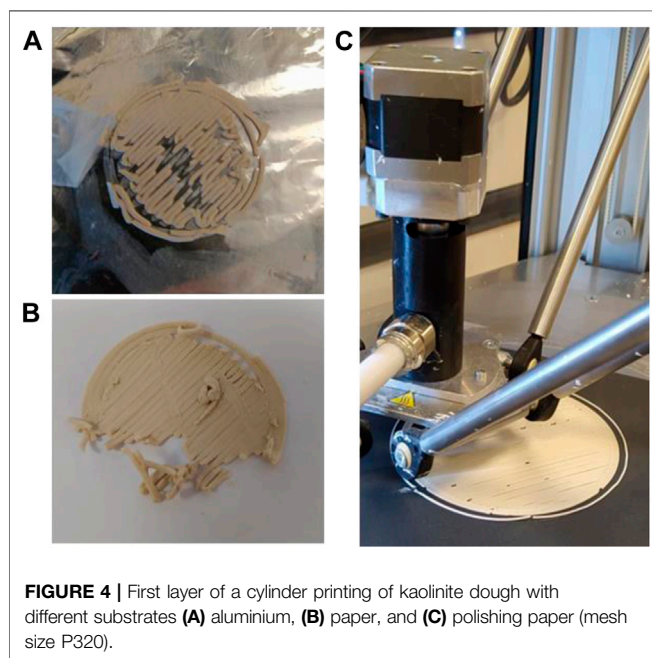 A
C
B
FIGURE 4 | First layer of a cylinder printing of kaolinite dough with
different substrates (A) aluminium, (B) paper, and (C) polishing paper (mesh
size P320).